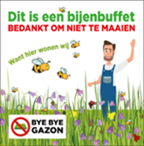 Dit is een bijenbuffet
BEDANKT OM NIET TE MAAIEN
Want hier wonen wij
BYE BYE
GAZON